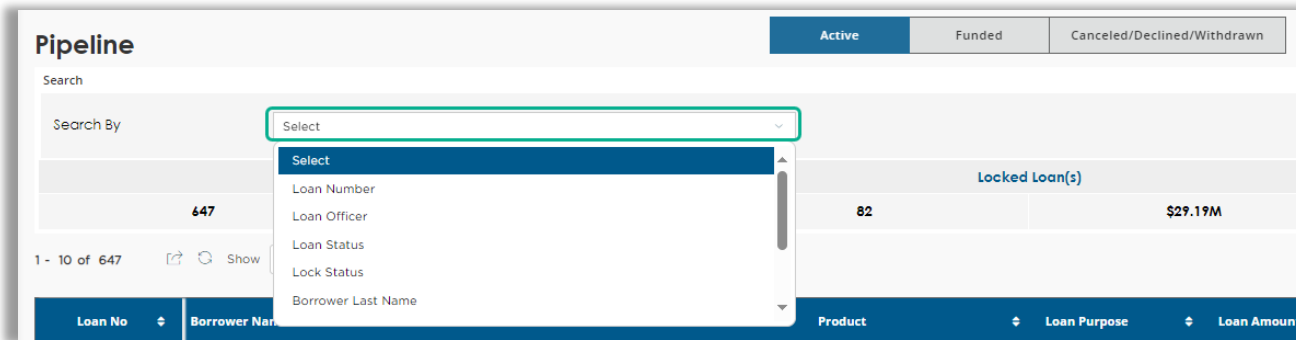 Pipeline
Active Funded Canceled/Declined/Withdrawn
Search
Search By Select
Select
Loan Number
Loan Officer
Loan Status
Lock Status
Borrower Last Name
Locked Loan(s)
647 82 $29.19M
1 - 10 of 647 Show
Loan No Borrower Nam Product Loan Purpose Loan Amoun